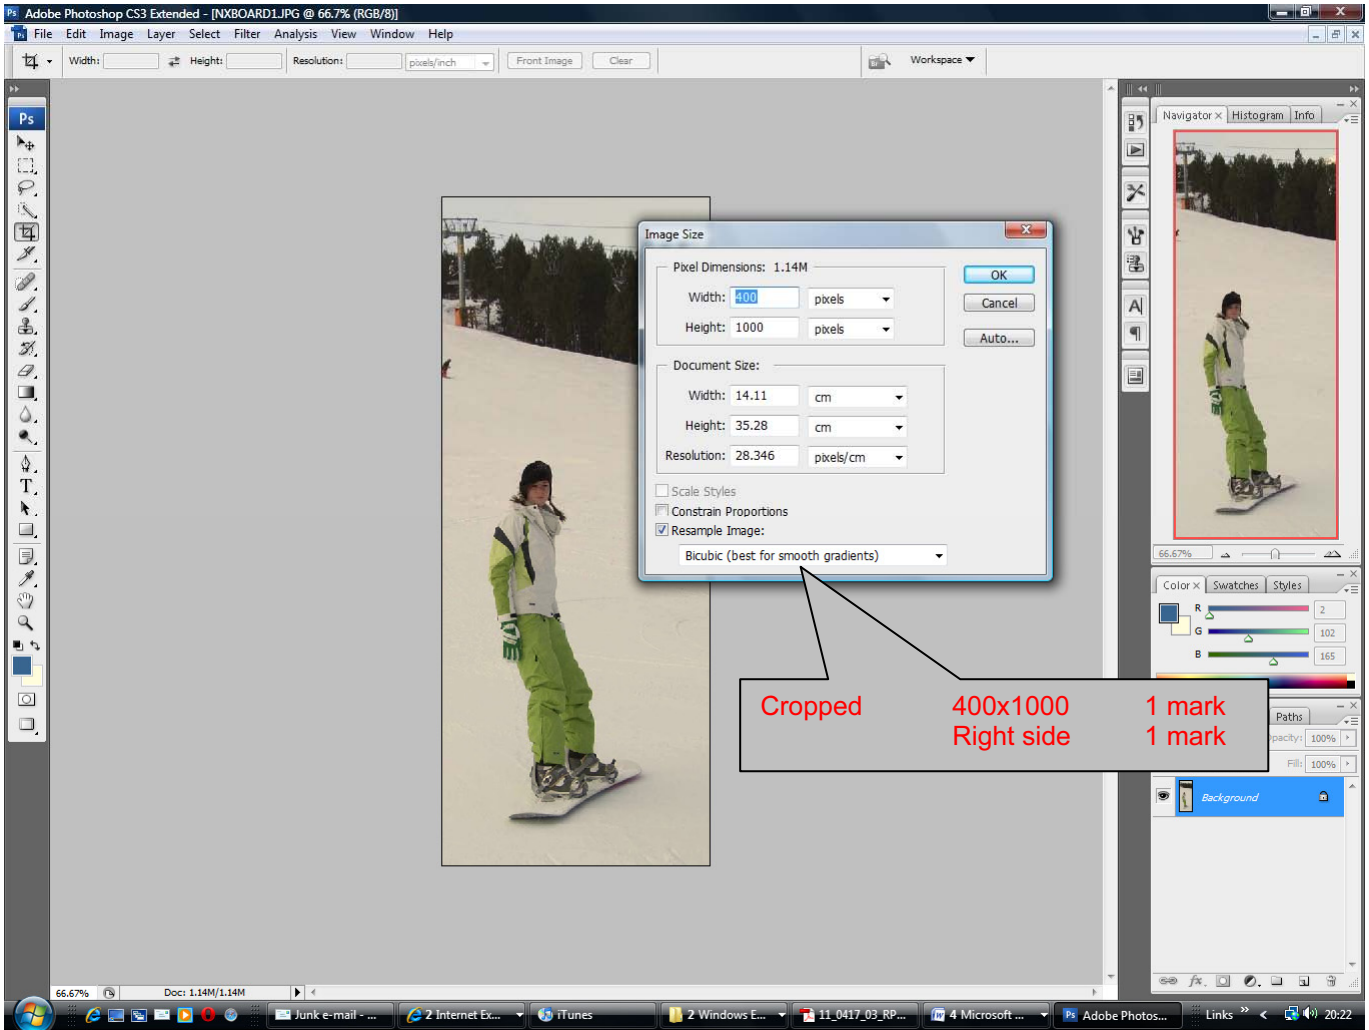 Ps Adobe Photoshop CS3 Extended - [NXBOARD1.JPG @ 66.7% (RGB/8)]
File Edit Image Layer Select Filter Analysis View Window Help
Width: Height: Resolution: pixels/inch Front Image Clear Workspace
Ps
Navigator Histogram Info
Image Size
Pixel Dimensions: 1.14M
OK
Width: 400 pixels
Cancel
Height: 1000 pixels
Auto...
Document Size:
Width: 14.11 cm
Height: 35.28 cm
Resolution: 28.346 pixels/cm
Scale Styles
Constrain Proportions
Resample Image:
Bicubic (best for smooth gradients)
66.67%
Color Swatches Styles
R 2
G 102
B 165
Cropped 400x1000 1 mark
Right side 1 mark
Paths
100%
Fill: 100%
Background
66.67% Doc: 1.14M/1.14M
Junk e-mail - ... 2 Internet Ex... iTunes 2 Windows E... 11_0417_03_RP... 4 Microsoft ... Ps Adobe Photos... Links 20:22